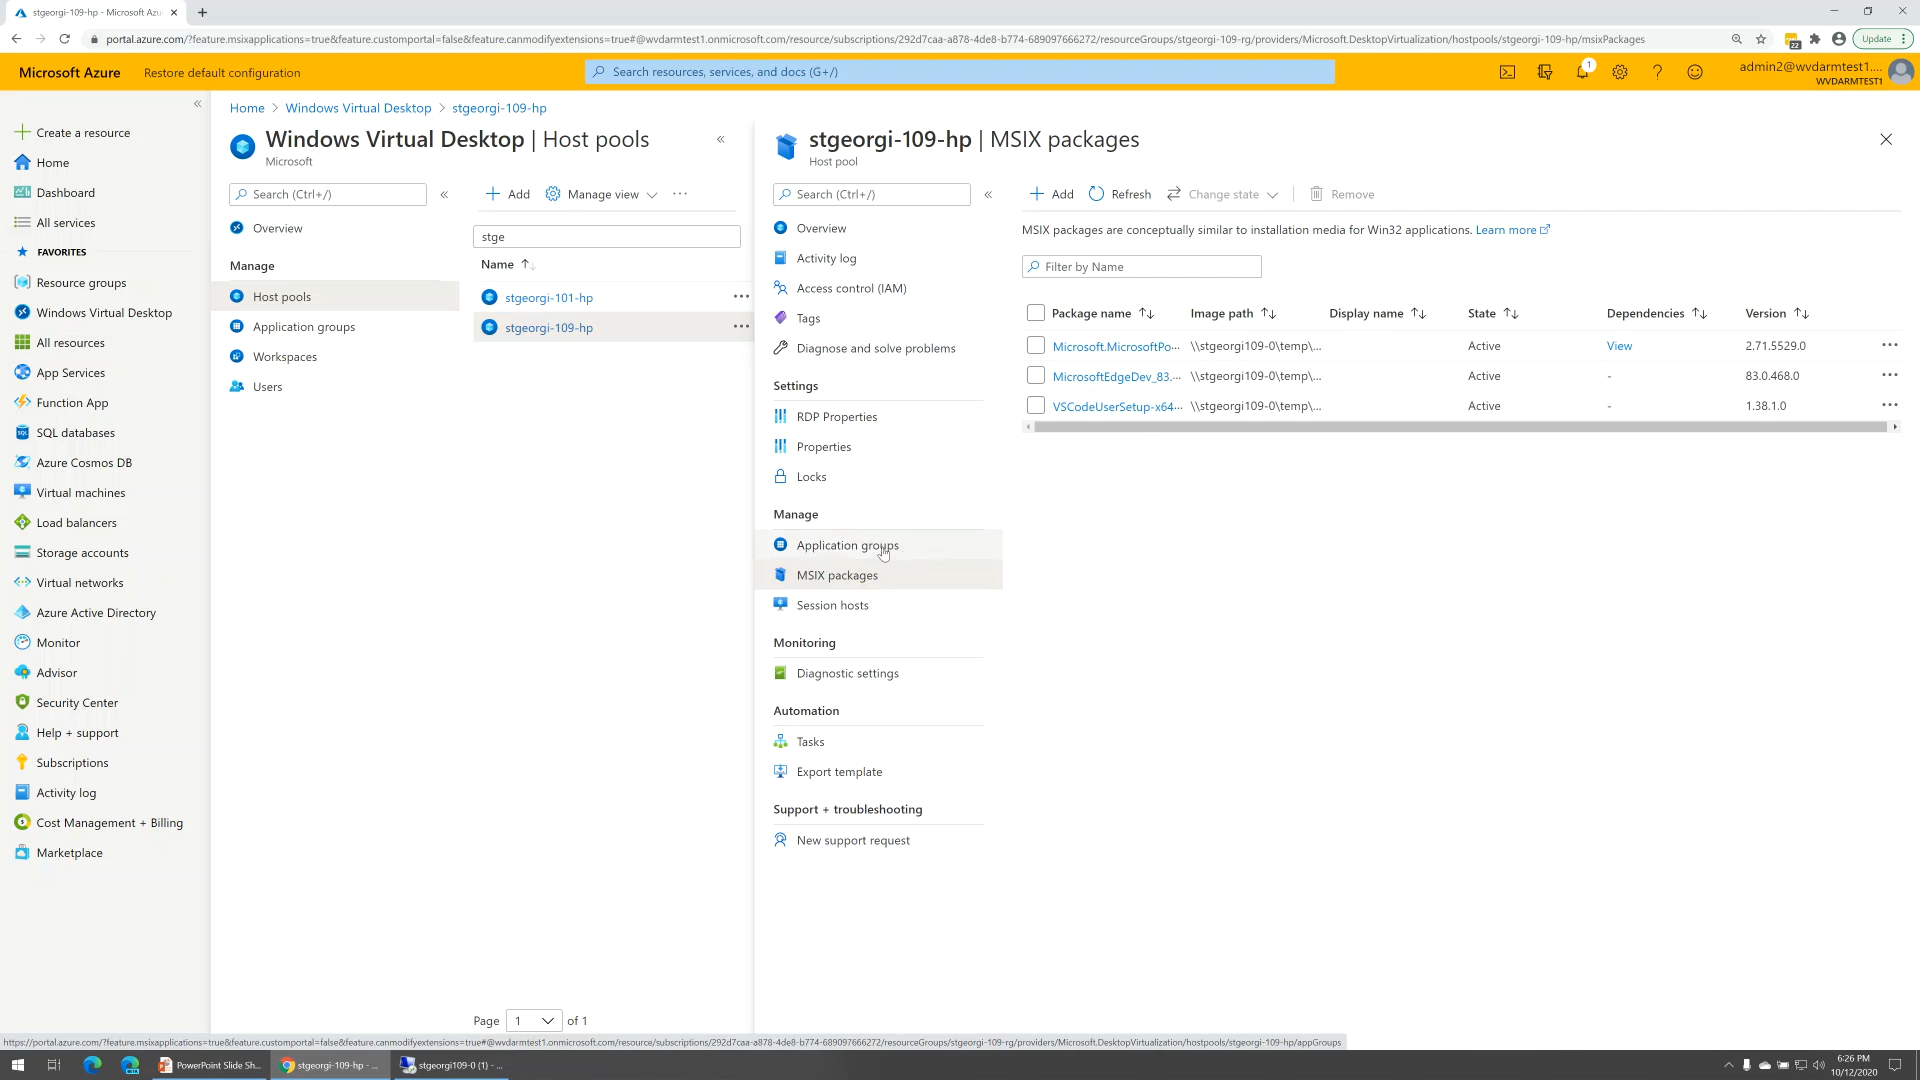 stgeorgi-109-hp - Microsoft Azu
portal.azure.com/?feature.msixapplications=true&feature.customportal=false&feature.canmodifyextensions=true#@wvdarmtest1.onmicrosoft.com/resource/subscriptions/292d7caa-a878-4de8-b774-689097666272/resourceGroups/stgeorgi-109-rg/providers/Microsoft.DesktopVirtualization/hostpools/stgeorgi-109-hp/msixPackages
22
Update
Microsoft Azure
Restore default configuration
Search resources, services, and docs (G+/)
1
admin2@wvdarmtest1....
WVDARMTEST1
Create a resource
Home
Dashboard
All services
FAVORITES
Resource groups
Windows Virtual Desktop
All resources
App Services
Function App
SQL databases
Azure Cosmos DB
Virtual machines
Load balancers
Storage accounts
Virtual networks
Azure Active Directory
Monitor
Advisor
Security Center
Help + support
Subscriptions
Activity log
Cost Management + Billing
Marketplace
Home > Windows Virtual Desktop > stgeorgi-109-hp
Windows Virtual Desktop | Host pools
Microsoft
Search (Ctrl+/)
Overview
Manage
Host pools
Application groups
Workspaces
Users
Add
Manage view
stge
Name
stgeorgi-101-hp
stgeorgi-109-hp
Page 1 of 1
stgeorgi-109-hp | MSIX packages
Host pool
Search (Ctrl+/)
Overview
Activity log
Access control (IAM)
Tags
Diagnose and solve problems
Settings
RDP Properties
Properties
Locks
Manage
Application groups
MSIX packages
Session hosts
Monitoring
Diagnostic settings
Automation
Tasks
Export template
Support + troubleshooting
New support request
Add Refresh Change state Remove
MSIX packages are conceptually similar to installation media for Win32 applications. Learn more
Filter by Name
Package name Image path Display name State Dependencies Version
Microsoft.MicrosoftPo... \\stgeorgi109-0\temp\... Active View 2.71.5529.0
MicrosoftEdgeDev_83.... \\stgeorgi109-0\temp\... Active - 83.0.468.0
VSCodeUserSetup-x64... \\stgeorgi109-0\temp\... Active - 1.38.1.0
https://portal.azure.com/?feature.msixapplications=true&feature.customportal=false&feature.canmodifyextensions=true#@wvdarmtest1.onmicrosoft.com/resource/subscriptions/292d7caa-a878-4de8-b774-689097666272/resourceGroups/stgeorgi-109-rg/providers/Microsoft.DesktopVirtualization/hostpools/stgeorgi-109-hp/appGroups
PowerPoint Slide Sh...
stgeorgi-109-hp - ...
stgeorgi109-0 (1) - ...
6:26 PM
10/12/2020